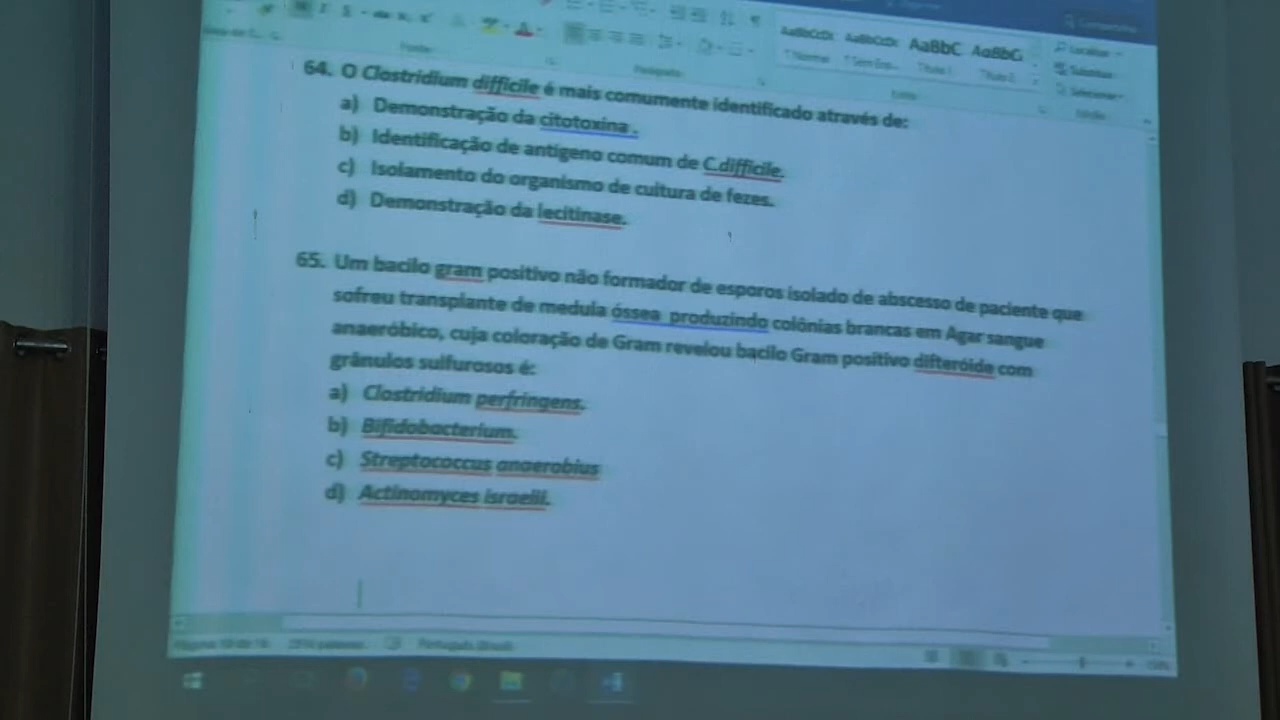 AaBbCcDc AaBbCcDc AaBbC AaBbCc
64. O Clostridium difficile é mais comumente identificado através de:
a) Demonstração da citotoxina .
b) Identificação de antígeno comum de C.difficile.
c) Isolamento do organismo de cultura de fezes.
d) Demonstração da lecitinase.
65. Um bacilo gram positivo não formador de esporos isolado de abscesso de paciente que
sofreu transplante de medula óssea produzindo colônias brancas em Agar sangue
anaeróbico, cuja coloração de Gram revelou bacilo Gram positivo difteróide com
grânulos sulfurosos é:
a) Clostridium perfringens.
b) Bifidobacterium.
c) Streptococcus anaerobius
d) Actinomyces israelii.
Português (Brasil)